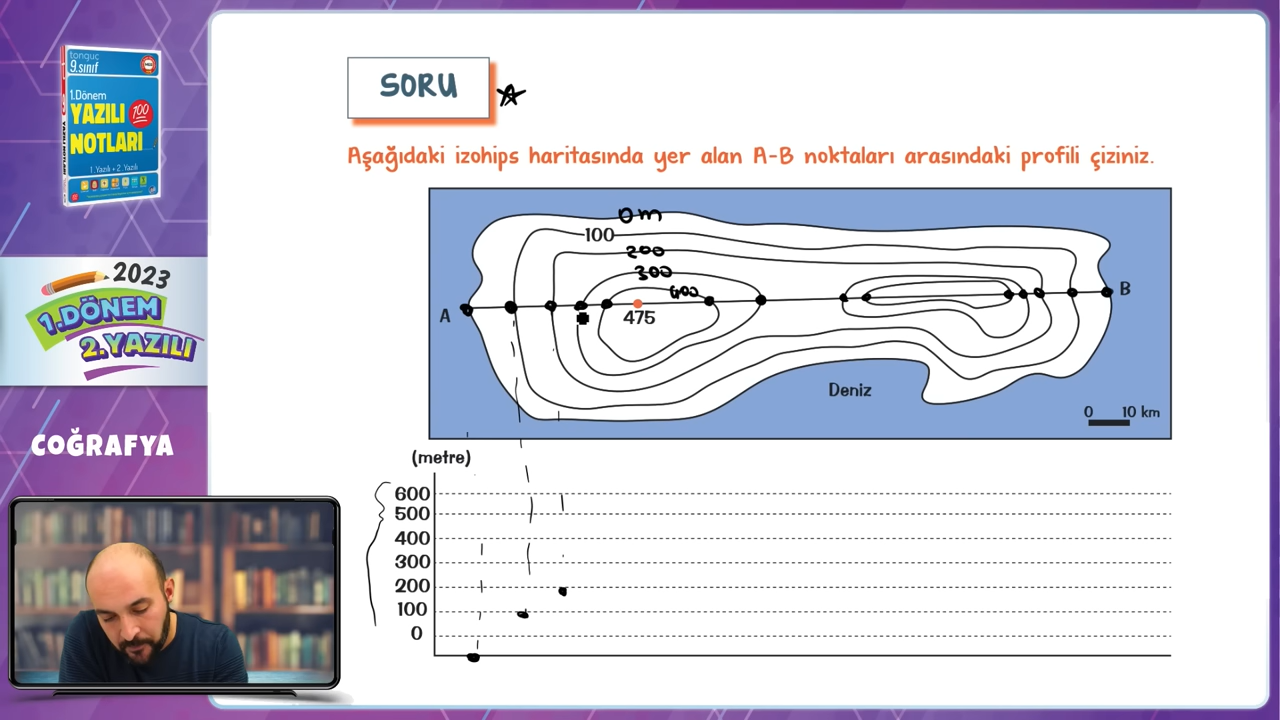 tonguç
9.sınıf
1.Dönem
YAZILI
100
NOTLARI
1.Yazılı + 2.Yazılı
2023
1.DÖNEM
2.YAZILI
COĞRAFYA
SORU
Aşağıdaki izohips haritasında yer alan A-B noktaları arasındaki profili çiziniz.
0m
100
200
300
400
475
A
B
Deniz
0 10 km
(metre)
600
500
400
300
200
100
0